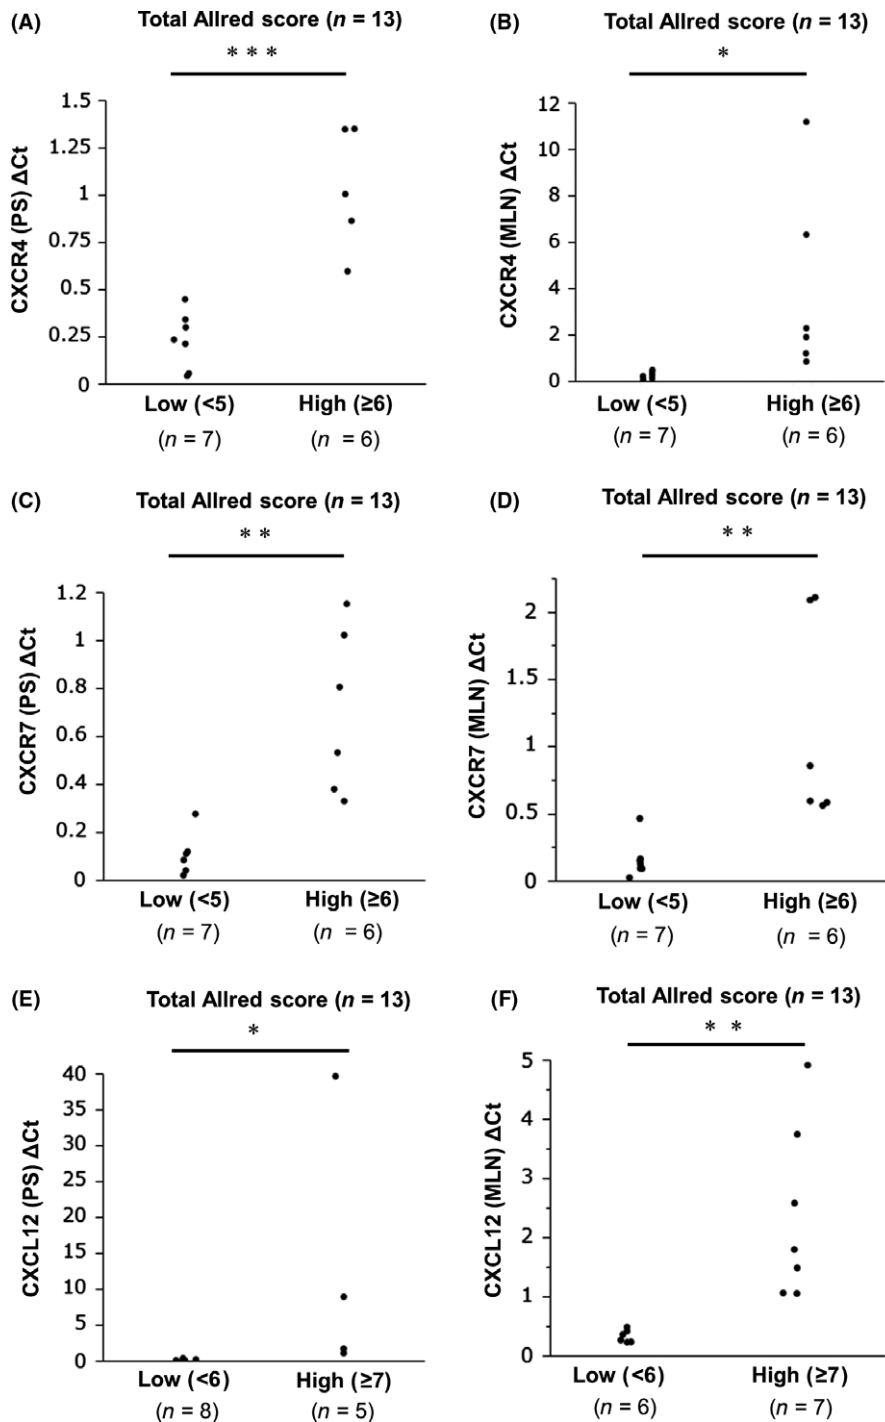 (A) Total Allred score (n = 13)
* * *
CXCR4 (PS) ΔCt
1.5
1.25
1
0.75
0.5
0.25
0
Low (<5) High (≥6)
(n = 7) (n = 6)
(B) Total Allred score (n = 13)
*
CXCR4 (MLN) ΔCt
12
10
8
6
4
2
0
Low (<5) High (≥6)
(n = 7) (n = 6)
(C) Total Allred score (n = 13)
* *
CXCR7 (PS) ΔCt
1.2
1
0.8
0.6
0.4
0.2
0
Low (<5) High (≥6)
(n = 7) (n = 6)
(D) Total Allred score (n = 13)
* *
CXCR7 (MLN) ΔCt
2
1.5
1
0.5
0
Low (<5) High (≥6)
(n = 7) (n = 6)
(E) Total Allred score (n = 13)
*
CXCL12 (PS) ΔCt
40
35
30
25
20
15
10
5
0
Low (<6) High (≥7)
(n = 8) (n = 5)
(F) Total Allred score (n = 13)
* *
CXCL12 (MLN) ΔCt
5
4
3
2
1
0
Low (<6) High (≥7)
(n = 6) (n = 7)